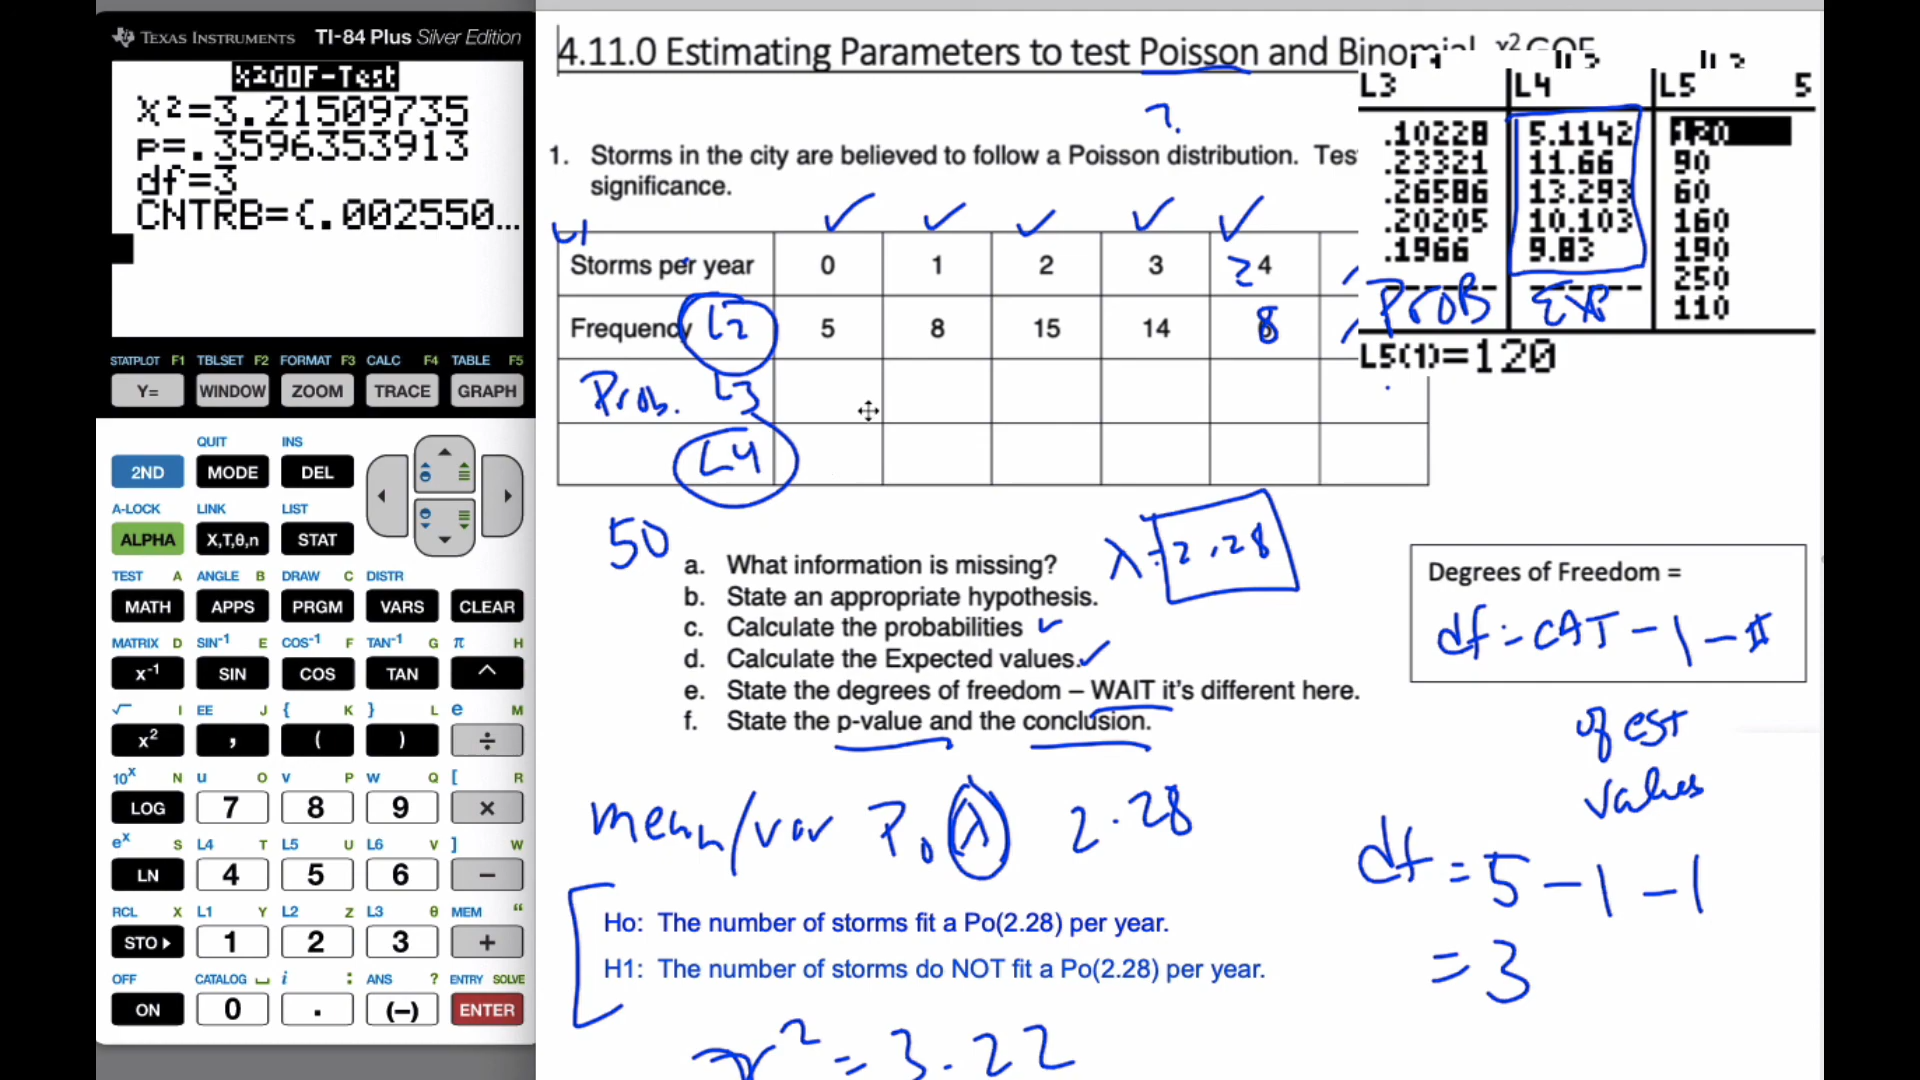 TEXAS INSTRUMENTS TI-84 Plus Silver Edition
X²GOF-Test
X²=3.21509735
P=.3596353913
df=3
CNTRB={.002550...
STATPLOT F1 TBLSET F2 FORMAT F3 CALC F4 TABLE F5
Y= WINDOW ZOOM TRACE GRAPH
QUIT INS
2ND MODE DEL
A-LOCK LINK LIST
ALPHA X,T,θ,n STAT
TEST A ANGLE B DRAW C DISTR
MATH APPS PRGM VARS CLEAR
MATRIX D SIN⁻¹ E COS⁻¹ F TAN⁻¹ G π H
x⁻¹ SIN COS TAN ^
√ I EE J { K } L e M
x² , ( ) ÷
10ˣ N u O v P w Q [ R
LOG 7 8 9 ×
eˣ S L4 T L5 U L6 V ] W
LN 4 5 6 −
RCL X L1 Y L2 Z L3 θ MEM "
STO▶ 1 2 3 +
OFF CATALOG ⎵ i : ANS ? ENTRY SOLVE
ON 0 . (−) ENTER
4.11.0 Estimating Parameters to test Poisson and Binomial x² GOF
?
1. Storms in the city are believed to follow a Poisson distribution. Tes
significance.
L1
Storms per year 0 1 2 3 ≥4
Frequency L2 5 8 15 14 8
Prob. L3
L4
L3 L4 L5 5
.10228 5.1142 120
.23321 11.66 90
.26586 13.293 60
.20205 10.103 160
.1966 9.83 190
250
110
PROB EXP
L5(1)=120
50
λ = 2.28
a. What information is missing?
b. State an appropriate hypothesis.
c. Calculate the probabilities
d. Calculate the Expected values.
e. State the degrees of freedom – WAIT it's different here.
f. State the p-value and the conclusion.
Degrees of Freedom =
df = CAT - 1 - #
of est
values
mean/var Po(λ) 2.28
df = 5 - 1 - 1
= 3
Ho: The number of storms fit a Po(2.28) per year.
H1: The number of storms do NOT fit a Po(2.28) per year.
x² = 3.22